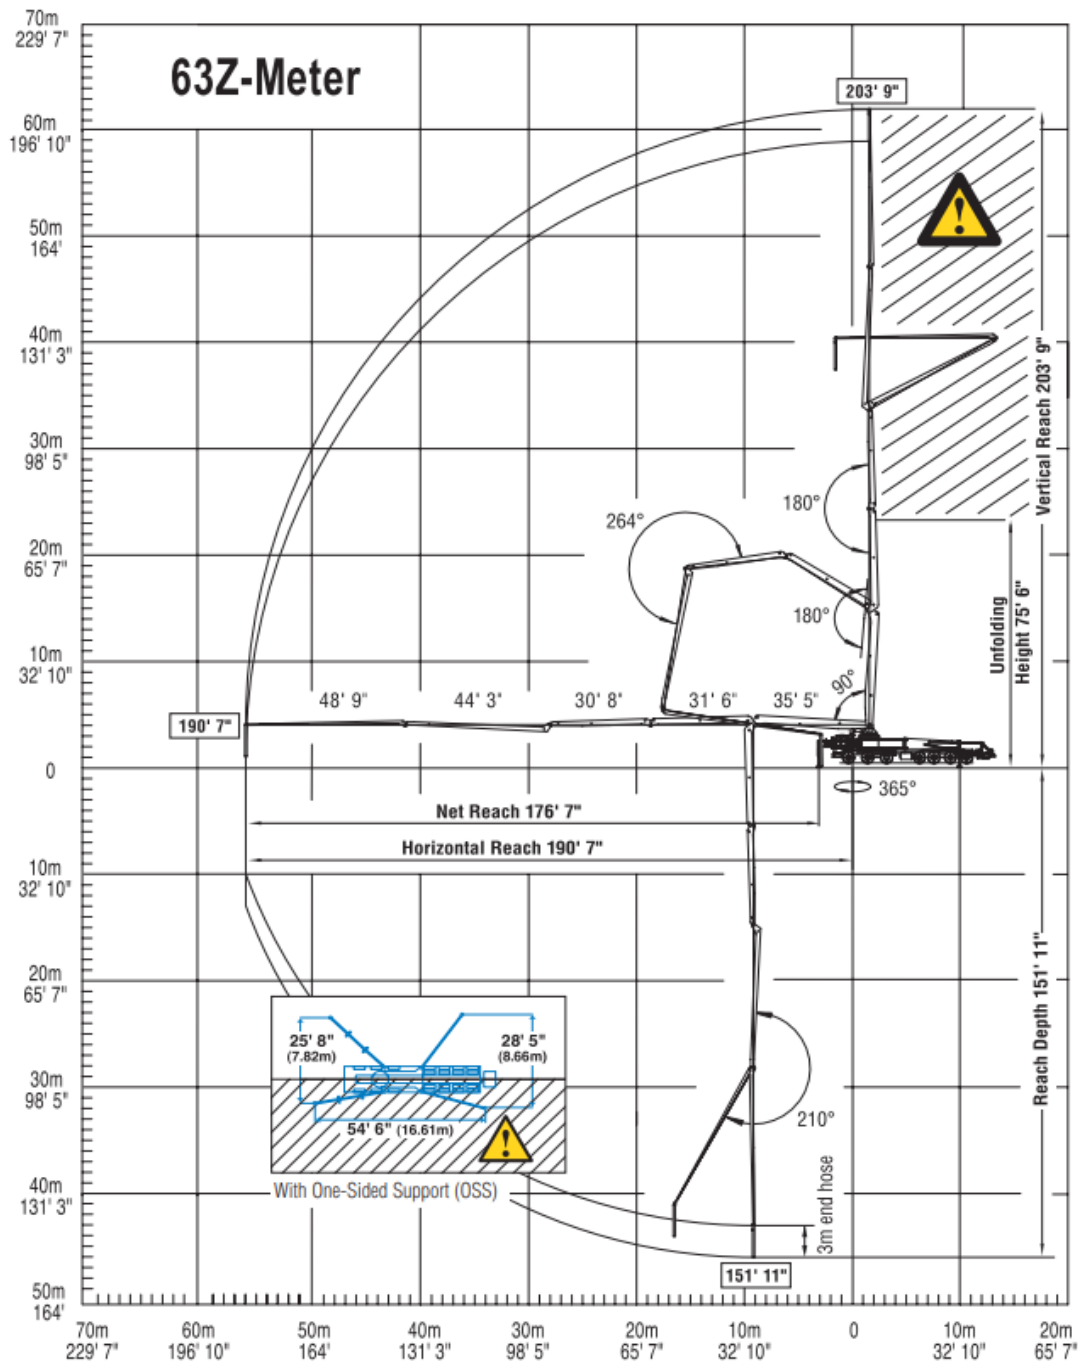 63Z-Meter
70m
229' 7"
60m
196' 10"
50m
164'
40m
131' 3"
30m
98' 5"
20m
65' 7"
10m
32' 10"
0
10m
32' 10"
20m
65' 7"
30m
98' 5"
40m
131' 3"
50m
164'
203' 9"
Vertical Reach 203' 9"
Unfolding
Height 75' 6"
180°
264°
180°
90°
48' 9"
44' 3"
30' 8"
31' 6"
35' 5"
190' 7"
365°
Net Reach 176' 7"
Horizontal Reach 190' 7"
Reach Depth 151' 11"
25' 8"
(7.82m)
28' 5"
(8.66m)
54' 6" (16.61m)
With One-Sided Support (OSS)
210°
3m end hose
151' 11"
70m
229' 7"
60m
196' 10"
50m
164'
40m
131' 3"
30m
98' 5"
20m
65' 7"
10m
32' 10"
0
10m
32' 10"
20m
65' 7"